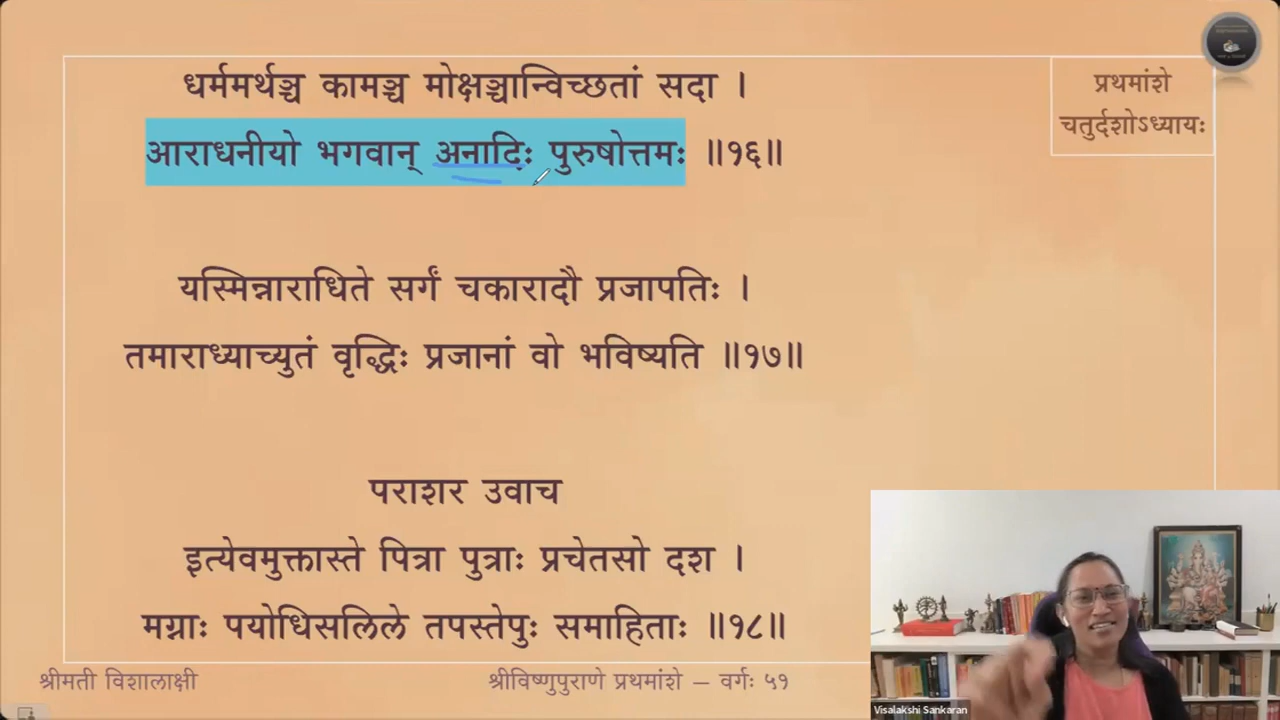 धर्ममर्थञ्च कामञ्च मोक्षञ्चान्विच्छतां सदा ।
आराधनीयो भगवान् अनादिः पुरुषोत्तमः ॥१६॥
प्रथमांशे
चतुर्दशोऽध्यायः
यस्मिन्नाराधिते सर्गं चकारादौ प्रजापतिः ।
तमाराध्याच्युतं वृद्धिः प्रजानां वो भविष्यति ॥१७॥
पराशर उवाच
इत्येवमुक्तास्ते पित्रा पुत्राः प्रचेतसो दश ।
मग्नाः पयोधिसलिले तपस्तेपुः समाहिताः ॥१८॥
श्रीमती विशालाक्षी
श्रीविष्णुपुराणे प्रथमांशे – वर्गः ५१
Visalakshi Sankaran